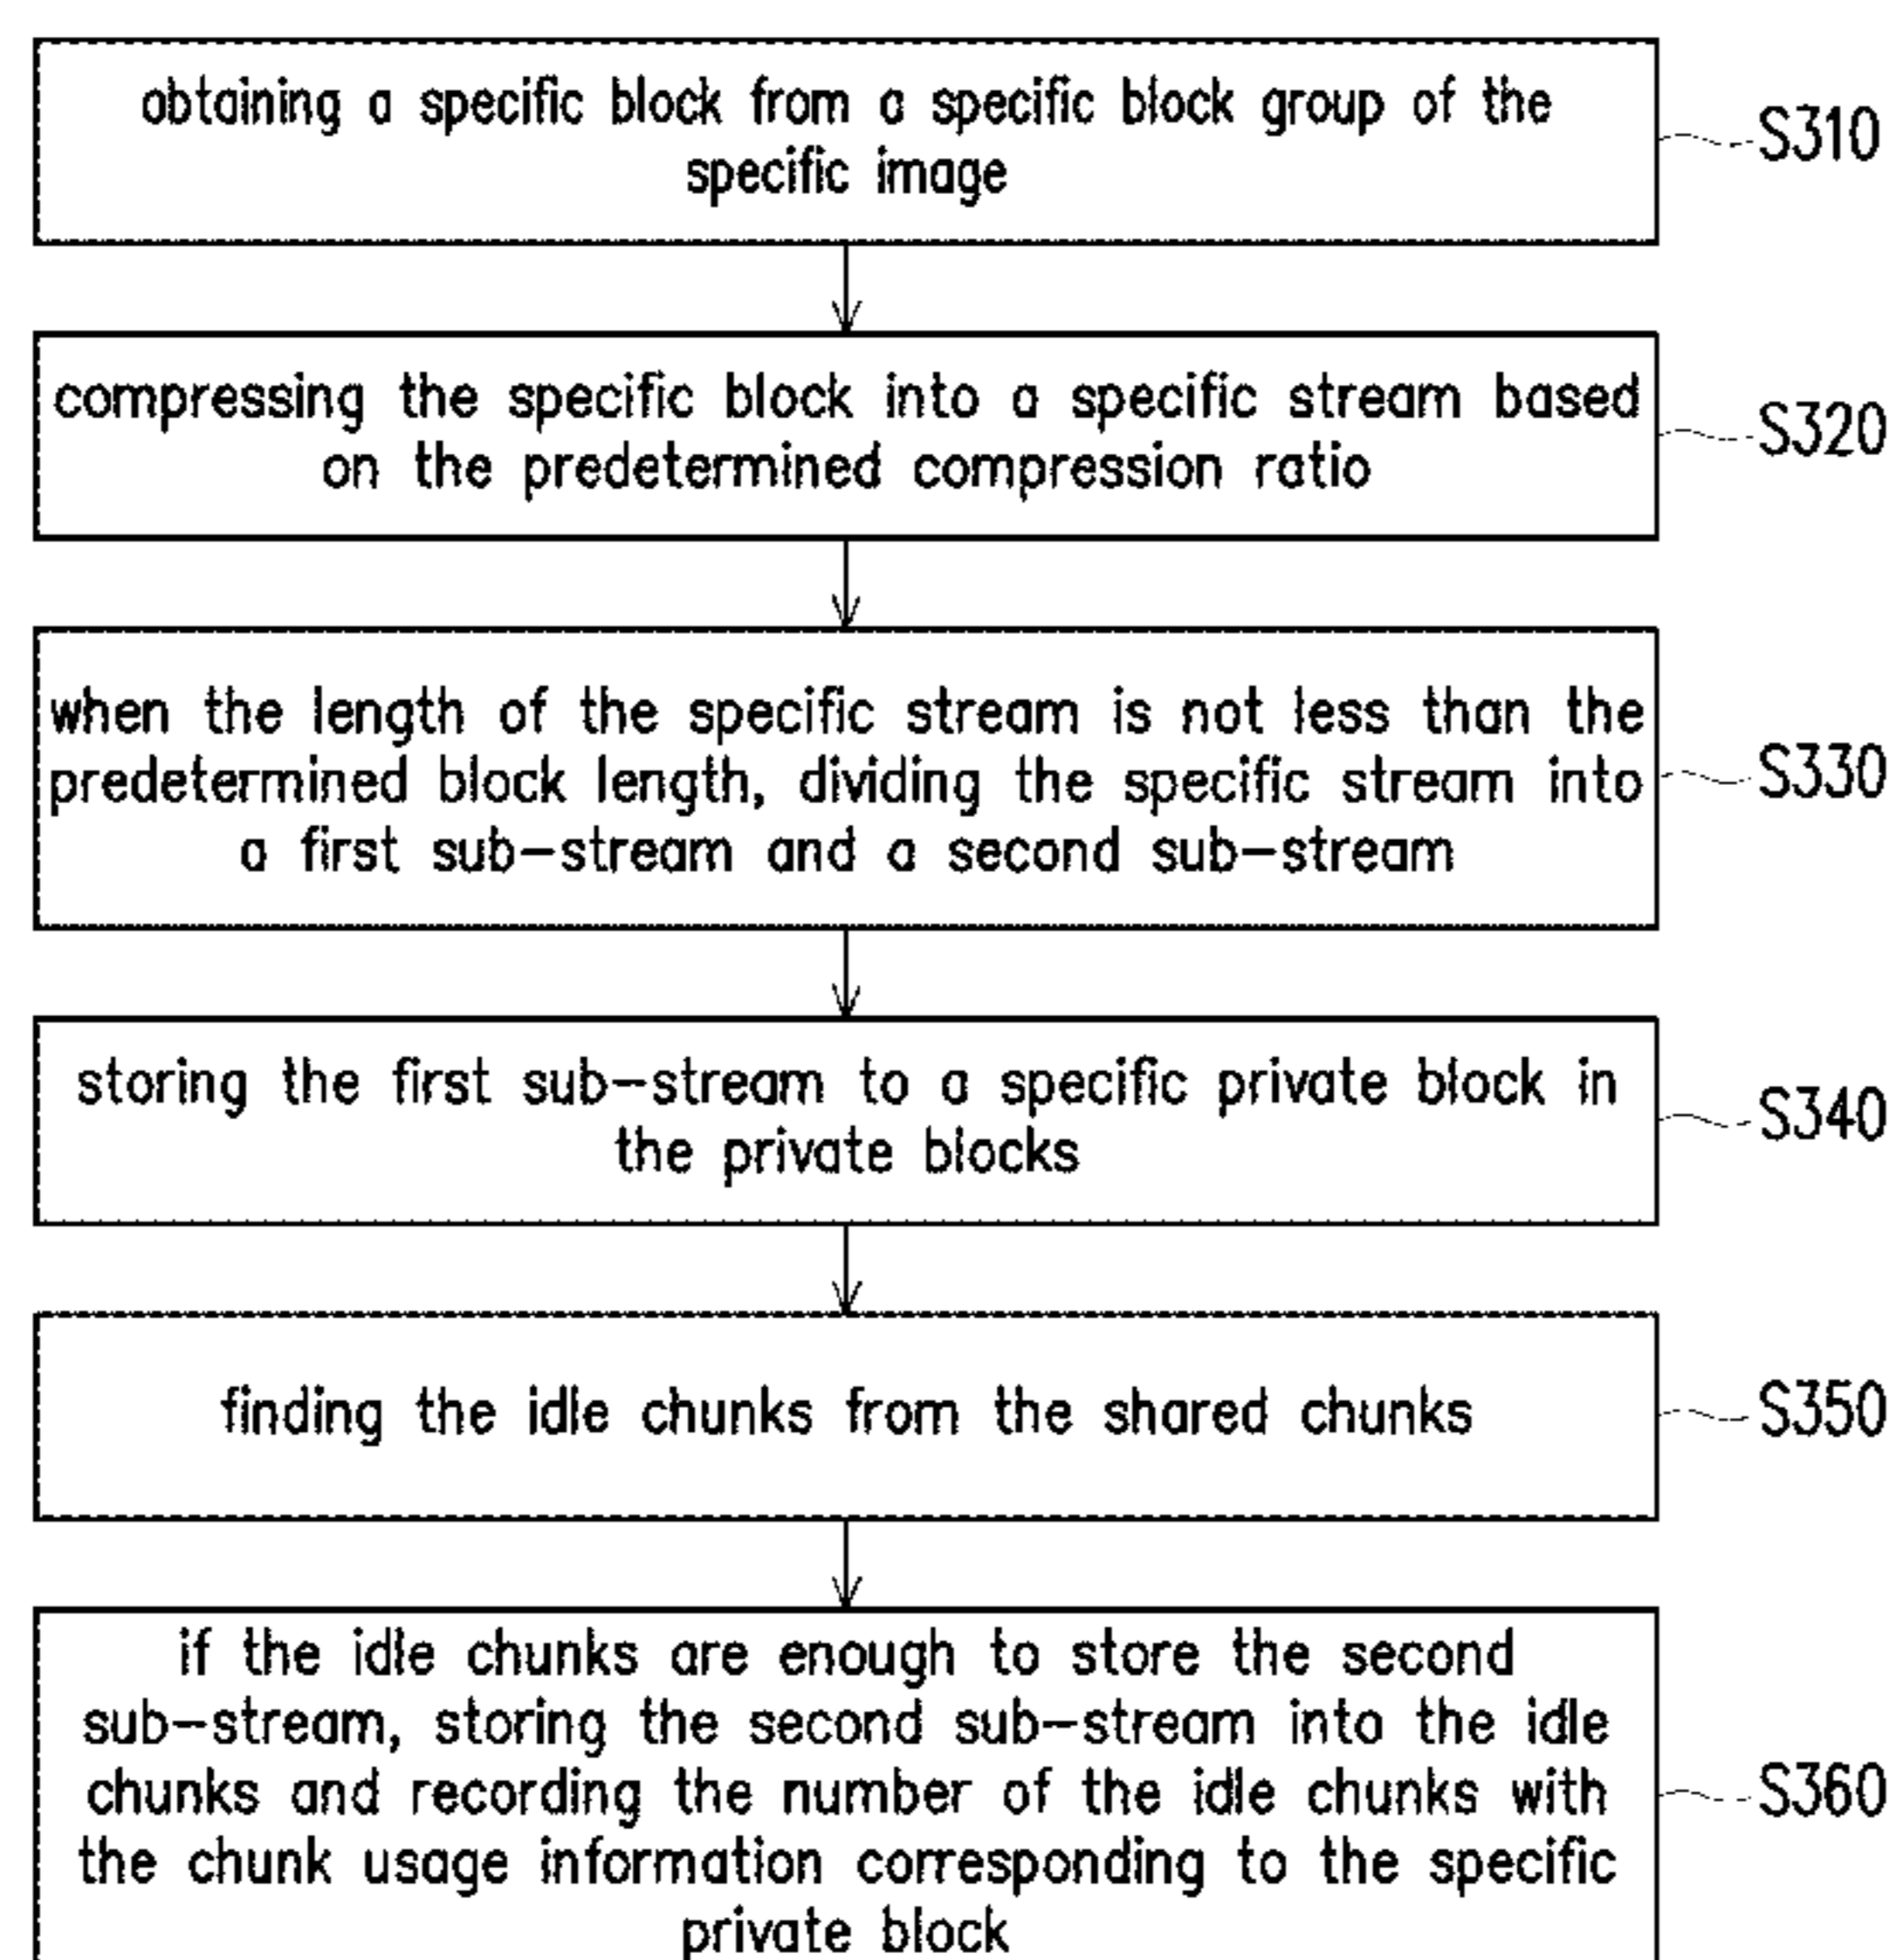 obtaining a specific block from a specific block group of the
specific image
S310
compressing the specific block into a specific stream based
on the predetermined compression ratio
S320
when the length of the specific stream is not less than the
predetermined block length, dividing the specific stream into
a first sub-stream and a second sub-stream
S330
storing the first sub-stream to a specific private block in
the private blocks
S340
finding the idle chunks from the shared chunks
S350
if the idle chunks are enough to store the second
sub-stream, storing the second sub-stream into the idle
chunks and recording the number of the idle chunks with
the chunk usage information corresponding to the specific
private block
S360